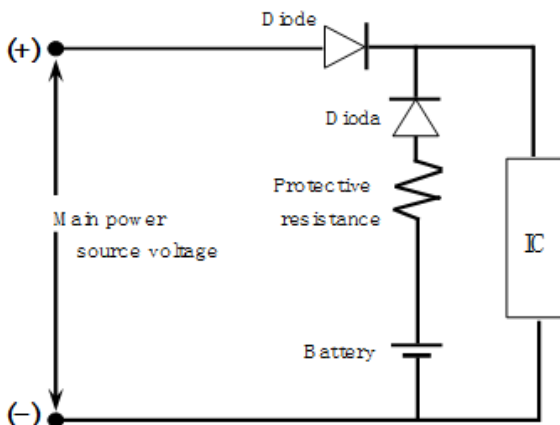 Diode
(+)
Dioda
Protective
resistance
Main power
source voltage
IC
Battery
(−)